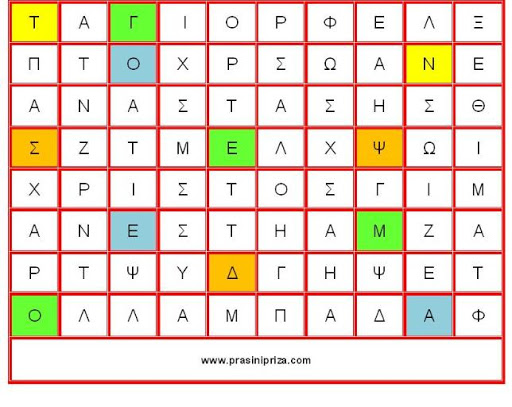 Τ Α Γ Ι Ο Ρ Φ Ε Λ Ξ
Π Τ Ο Χ Ρ Σ Ω Α Ν Ε
Α Ν Α Σ Τ Α Σ Η Σ Θ
Σ Ζ Τ Μ Ε Λ Χ Ψ Ω Ι
Χ Ρ Ι Σ Τ Ο Σ Γ Ι Μ
Α Ν Ε Σ Τ Η Α Μ Ζ Α
Ρ Τ Ψ Υ Δ Γ Η Ψ Ε Τ
Ο Λ Λ Α Μ Π Α Δ Α Φ
www.prasinipriza.com